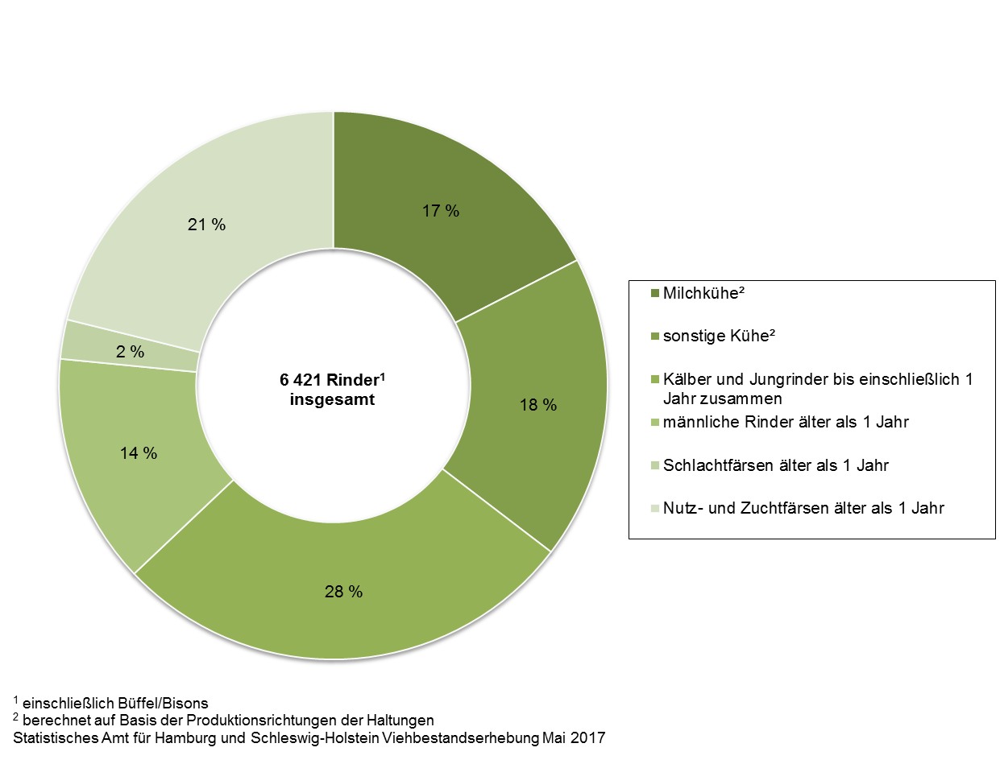 17 %
18 %
28 %
14 %
2 %
21 %
6 421 Rinder¹
insgesamt
Milchkühe²
sonstige Kühe²
Kälber und Jungrinder bis einschließlich 1
Jahr zusammen
männliche Rinder älter als 1 Jahr
Schlachtfärsen älter als 1 Jahr
Nutz- und Zuchtfärsen älter als 1 Jahr
¹ einschließlich Büffel/Bisons
² berechnet auf Basis der Produktionsrichtungen der Haltungen
Statistisches Amt für Hamburg und Schleswig-Holstein Viehbestandserhebung Mai 2017